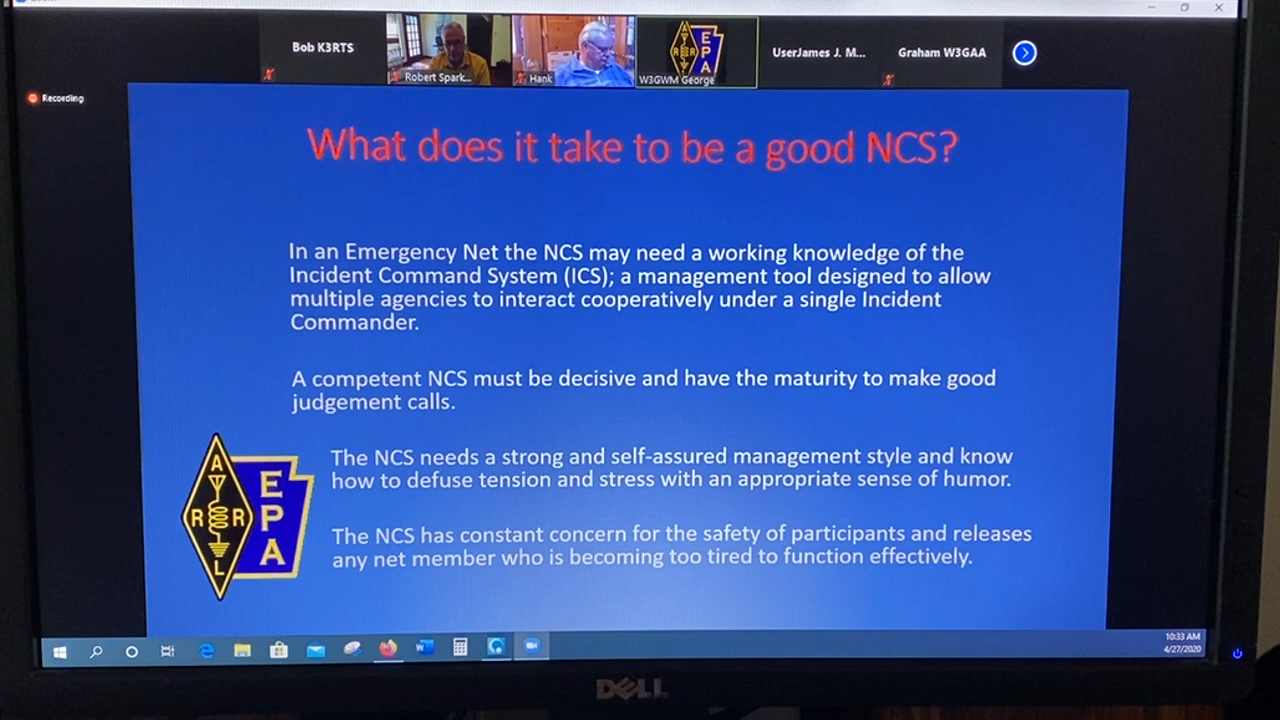 Bob K3RTS
Robert Spark...
Hank
A
R R
L
E
P
A
W3GWM George
UserJames J. M...
Graham W3GAA
Recording
What does it take to be a good NCS?
In an Emergency Net the NCS may need a working knowledge of the
Incident Command System (ICS); a management tool designed to allow
multiple agencies to interact cooperatively under a single Incident
Commander.
A competent NCS must be decisive and have the maturity to make good
judgement calls.
The NCS needs a strong and self-assured management style and know
how to defuse tension and stress with an appropriate sense of humor.
The NCS has constant concern for the safety of participants and releases
any net member who is becoming too tired to function effectively.
A
R R
L
E
P
A
10:33 AM
4/27/2020
DELL